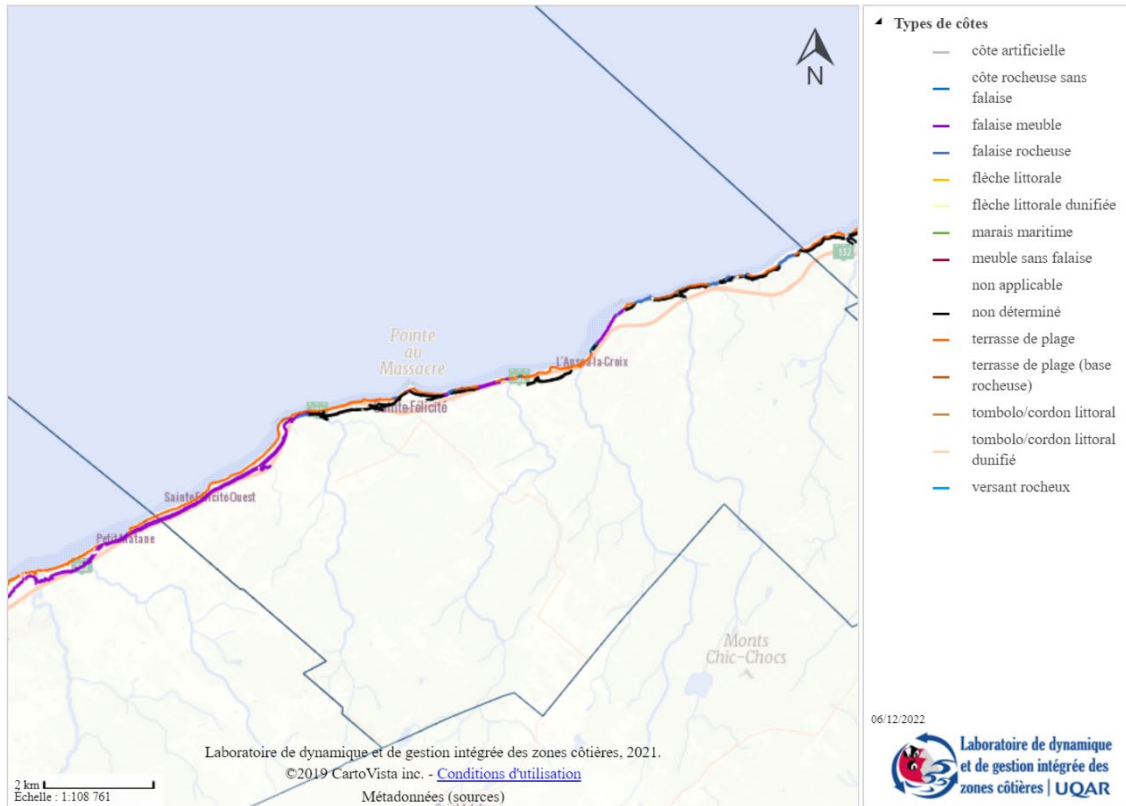 N
132
Pointe
au
Massacre
L'Anse-à-la-Croix
Sainte-Félicité
Sainte-Félicité-Ouest
Petit-Matane
Monts
Chic-Chocs
Laboratoire de dynamique et de gestion intégrée des zones côtières, 2021.
©2019 CartoVista inc. - Conditions d'utilisation
Métadonnées (sources)
2 km
Échelle : 1:108 761
Types de côtes
côte artificielle
côte rocheuse sans
falaise
falaise meuble
falaise rocheuse
flèche littorale
flèche littorale dunifiée
marais maritime
meuble sans falaise
non applicable
non déterminé
terrasse de plage
terrasse de plage (base
rocheuse)
tombolo/cordon littoral
tombolo/cordon littoral
dunifié
versant rocheux
06/12/2022
Laboratoire de dynamique
et de gestion intégrée des
zones côtières | UQAR